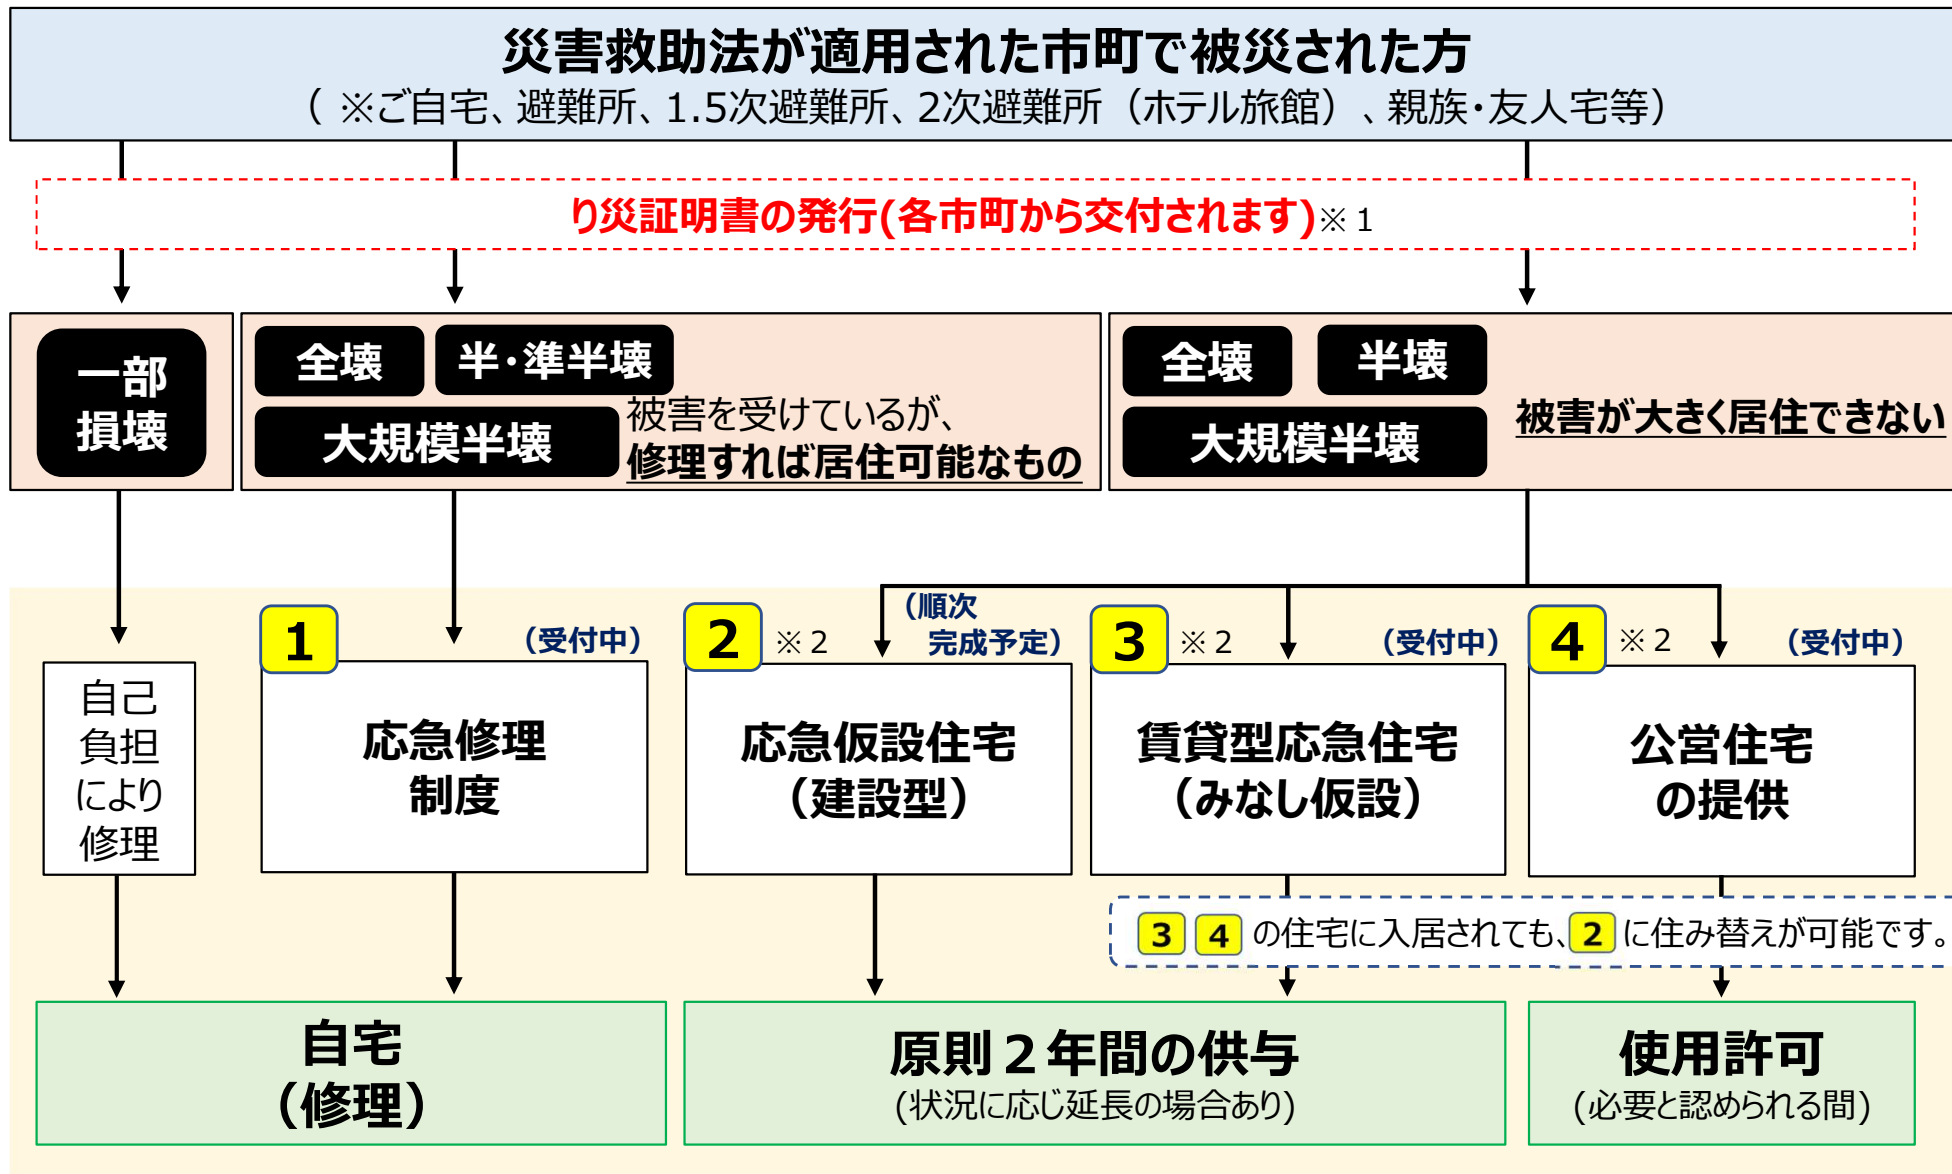 災害救助法が適用された市町で被災された方
（ ※ご自宅、避難所、1.5次避難所、2次避難所（ホテル旅館）、親族・友人宅等）
り災証明書の発行(各市町から交付されます)※１
一部
損壊
全壊
半・準半壊
大規模半壊
被害を受けているが、
修理すれば居住可能なもの
全壊
半壊
大規模半壊
被害が大きく居住できない
自己
負担
により
修理
1
（受付中）
応急修理
制度
2
※２
（順次
完成予定）
応急仮設住宅
（建設型）
3
※２
（受付中）
賃貸型応急住宅
（みなし仮設）
4
※２
（受付中）
公営住宅
の提供
3 4 の住宅に入居されても、2 に住み替えが可能です。
自宅
（修理）
原則２年間の供与
(状況に応じ延長の場合あり)
使用許可
(必要と認められる間)